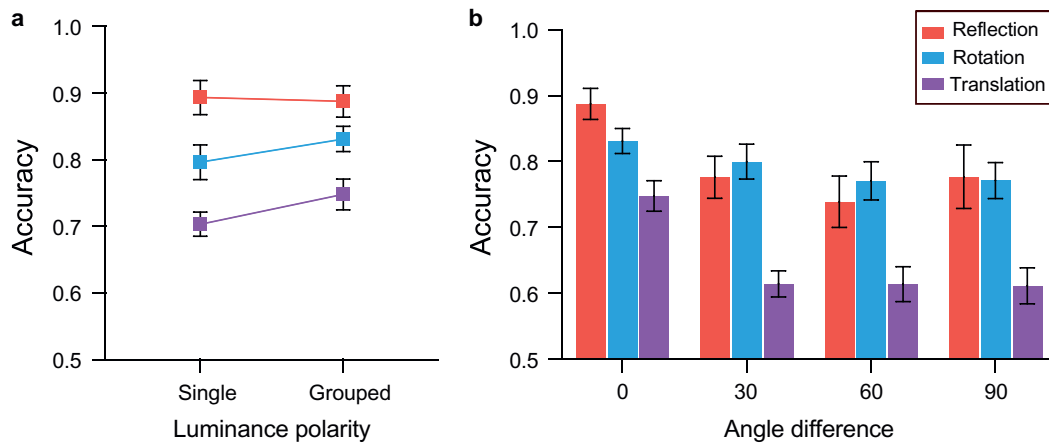 a
1.0
0.9
0.8
0.7
0.6
0.5
Accuracy
Single Grouped
Luminance polarity
b
1.0
0.9
0.8
0.7
0.6
0.5
Accuracy
0 30 60 90
Angle difference
Reflection
Rotation
Translation